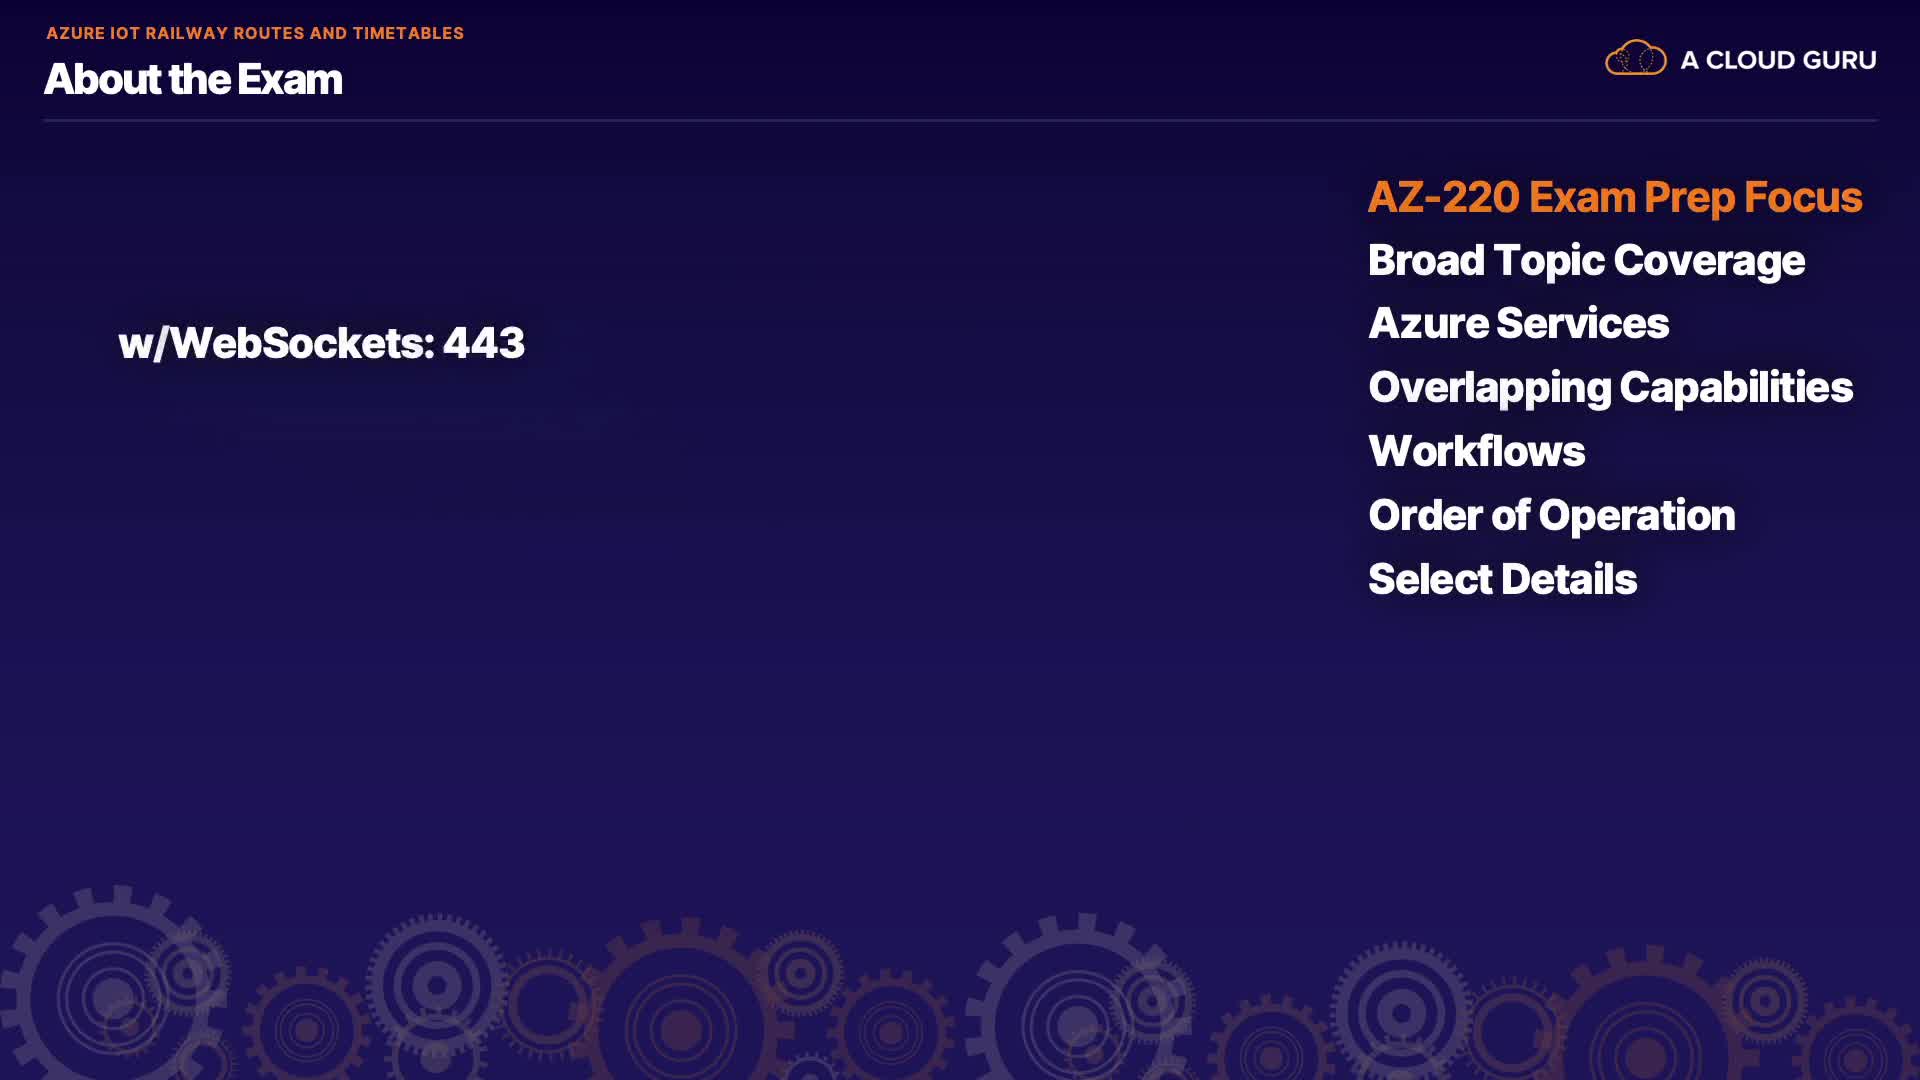 AZURE IOT RAILWAY ROUTES AND TIMETABLES
About the Exam
A CLOUD GURU
w/WebSockets: 443
AZ-220 Exam Prep Focus
Broad Topic Coverage
Azure Services
Overlapping Capabilities
Workflows
Order of Operation
Select Details